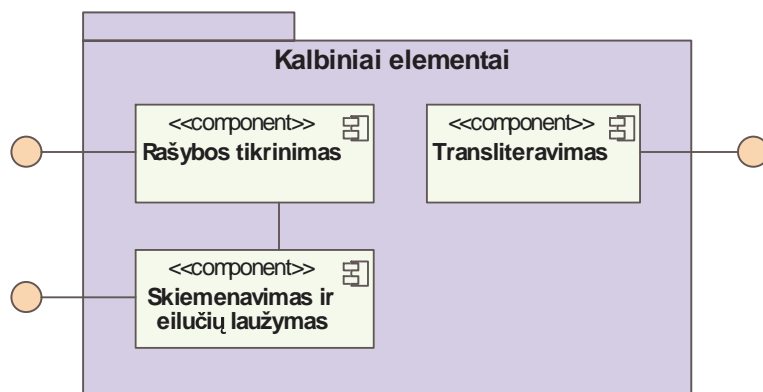 Kalbiniai elementai
<<component>>
Rašybos tikrinimas
<<component>>
Transliteravimas
<<component>>
Skiemenavimas ir
eilučių laužymas